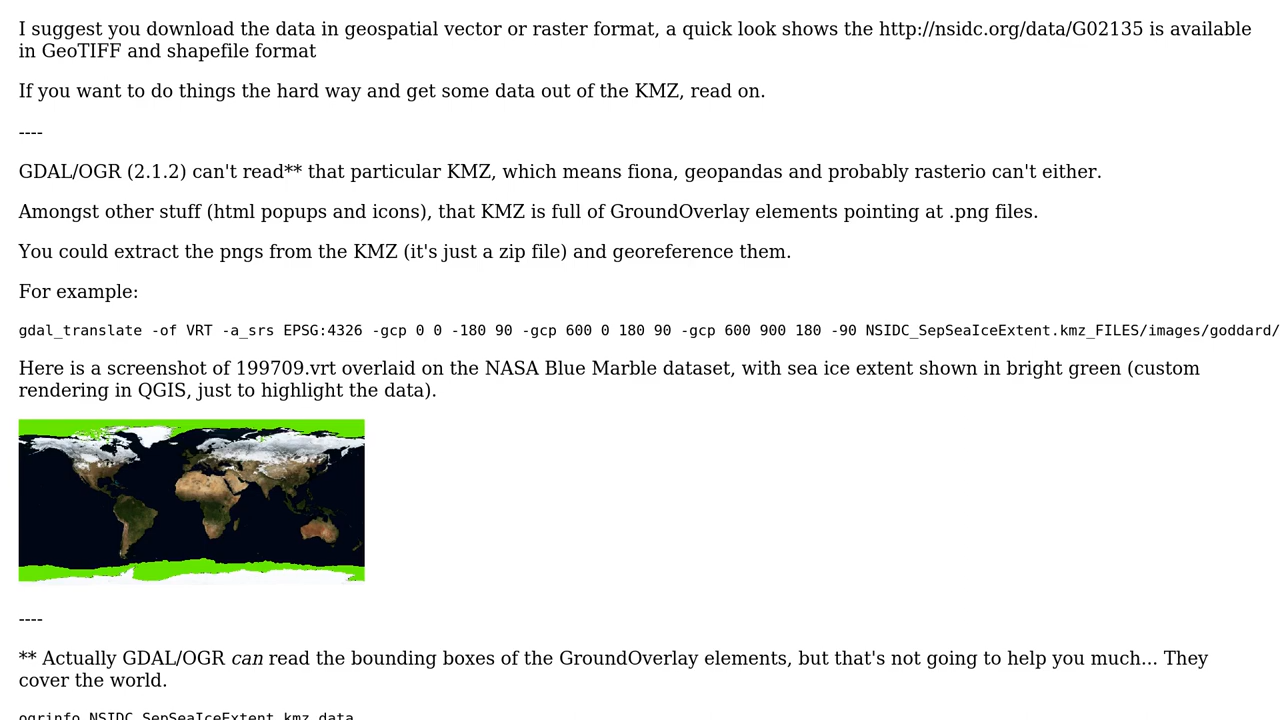 I suggest you download the data in geospatial vector or raster format, a quick look shows the http://nsidc.org/data/G02135 is available
in GeoTIFF and shapefile format
If you want to do things the hard way and get some data out of the KMZ, read on.
----
GDAL/OGR (2.1.2) can't read** that particular KMZ, which means fiona, geopandas and probably rasterio can't either.
Amongst other stuff (html popups and icons), that KMZ is full of GroundOverlay elements pointing at .png files.
You could extract the pngs from the KMZ (it's just a zip file) and georeference them.
For example:
gdal_translate -of VRT -a_srs EPSG:4326 -gcp 0 0 -180 90 -gcp 600 0 180 90 -gcp 600 900 180 -90 NSIDC_SepSeaIceExtent.kmz_FILES/images/goddard/
Here is a screenshot of 199709.vrt overlaid on the NASA Blue Marble dataset, with sea ice extent shown in bright green (custom
rendering in QGIS, just to highlight the data).
----
** Actually GDAL/OGR can read the bounding boxes of the GroundOverlay elements, but that's not going to help you much... They
cover the world.
ogrinfo NSIDC_SepSeaIceExtent.kmz data